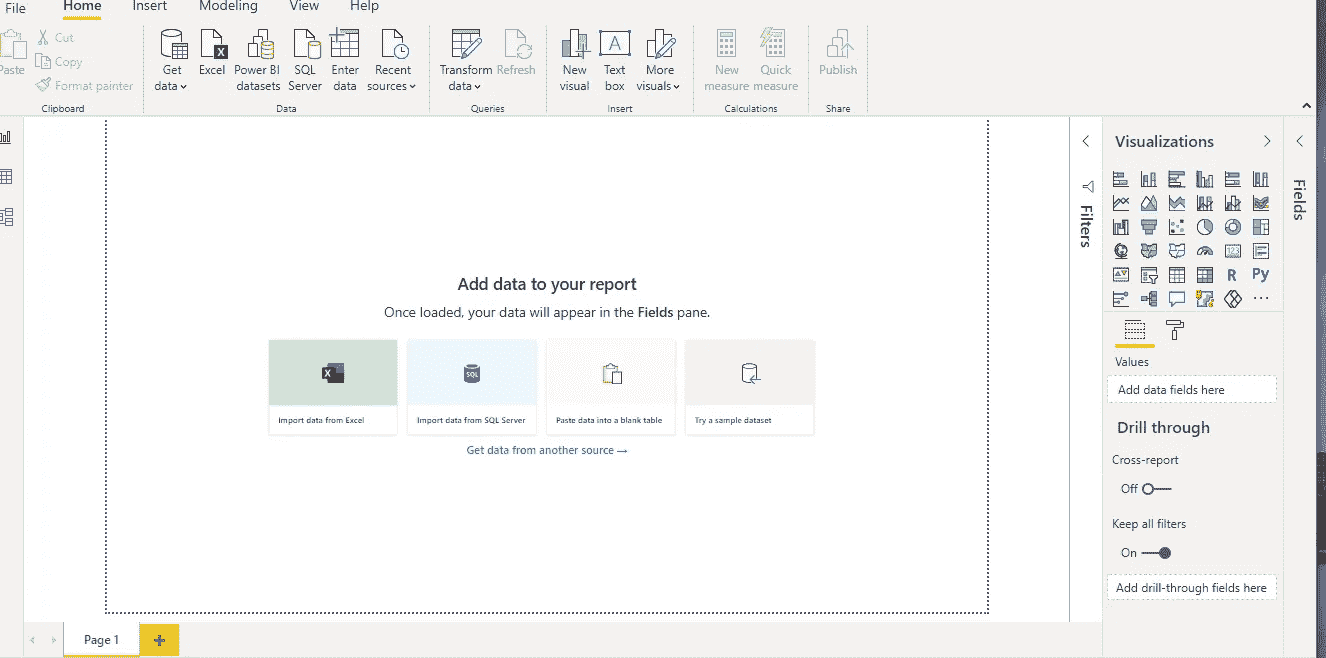 File Home Insert Modeling View Help
Paste
Cut
Copy
Format painter
Clipboard
Get data
Excel
Power BI datasets
SQL Server
Enter data
Recent sources
Data
Transform data
Refresh
Queries
New visual
Text box
More visuals
Insert
New measure
Quick measure
Calculations
Publish
Share
Add data to your report
Once loaded, your data will appear in the Fields pane.
SQL
Import data from Excel
Import data from SQL Server
Paste data into a blank table
Try a sample dataset
Get data from another source →
Filters
Visualizations
123
R
Py
Values
Add data fields here
Drill through
Cross-report
Off
Keep all filters
On
Add drill-through fields here
Fields
Page 1